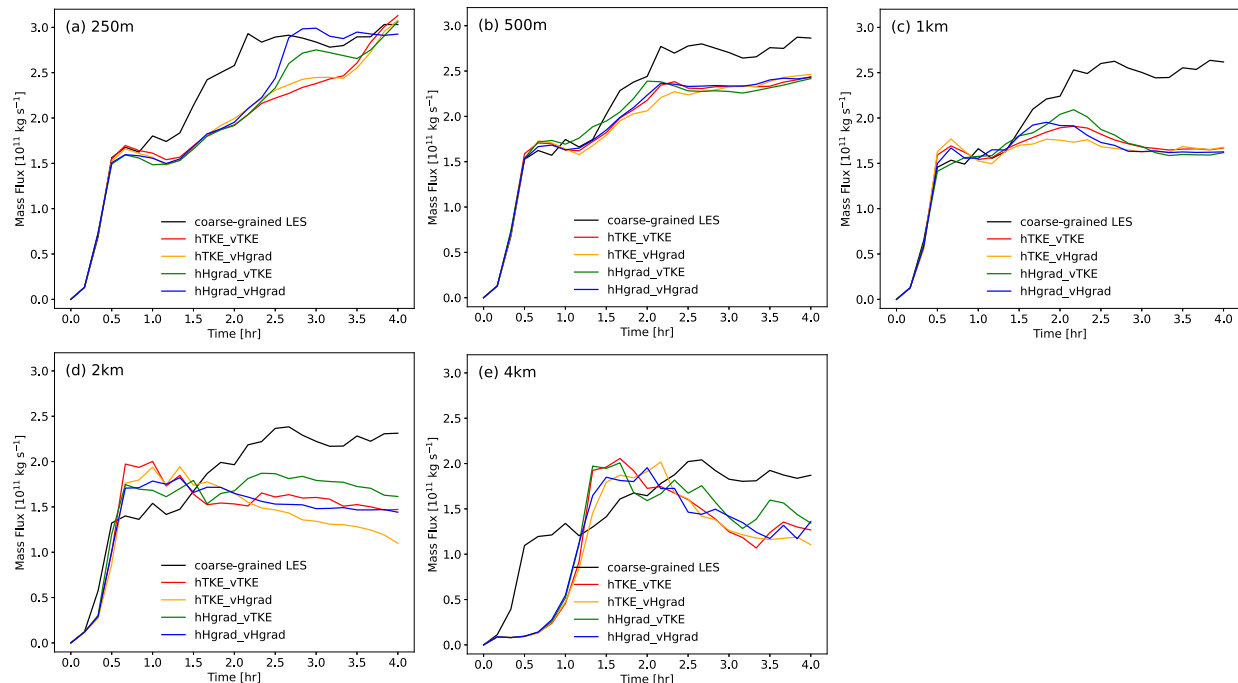 (a) 250m
Mass Flux [10¹¹ kg s⁻¹]
3.0
2.5
2.0
1.5
1.0
0.5
0.0
coarse-grained LES
hTKE_vTKE
hTKE_vHgrad
hHgrad_vTKE
hHgrad_vHgrad
0.0 0.5 1.0 1.5 2.0 2.5 3.0 3.5 4.0
Time [hr]
(b) 500m
Mass Flux [10¹¹ kg s⁻¹]
3.0
2.5
2.0
1.5
1.0
0.5
0.0
coarse-grained LES
hTKE_vTKE
hTKE_vHgrad
hHgrad_vTKE
hHgrad_vHgrad
0.0 0.5 1.0 1.5 2.0 2.5 3.0 3.5 4.0
Time [hr]
(c) 1km
Mass Flux [10¹¹ kg s⁻¹]
3.0
2.5
2.0
1.5
1.0
0.5
0.0
coarse-grained LES
hTKE_vTKE
hTKE_vHgrad
hHgrad_vTKE
hHgrad_vHgrad
0.0 0.5 1.0 1.5 2.0 2.5 3.0 3.5 4.0
Time [hr]
(d) 2km
Mass Flux [10¹¹ kg s⁻¹]
3.0
2.5
2.0
1.5
1.0
0.5
0.0
coarse-grained LES
hTKE_vTKE
hTKE_vHgrad
hHgrad_vTKE
hHgrad_vHgrad
0.0 0.5 1.0 1.5 2.0 2.5 3.0 3.5 4.0
Time [hr]
(e) 4km
Mass Flux [10¹¹ kg s⁻¹]
3.0
2.5
2.0
1.5
1.0
0.5
0.0
coarse-grained LES
hTKE_vTKE
hTKE_vHgrad
hHgrad_vTKE
hHgrad_vHgrad
0.0 0.5 1.0 1.5 2.0 2.5 3.0 3.5 4.0
Time [hr]